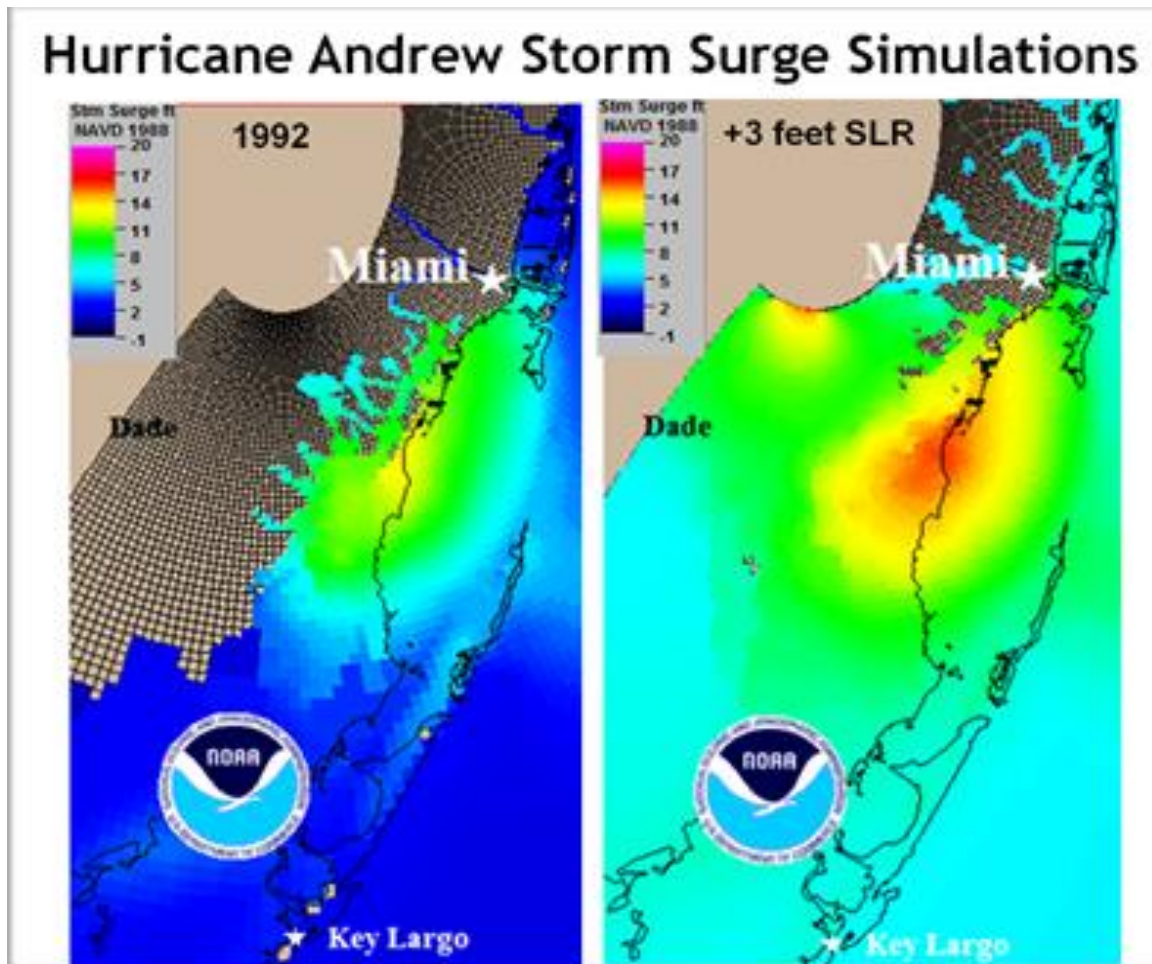 Hurricane Andrew Storm Surge Simulations
Stm Surge ft
NAVD 1988
20
17
14
11
8
5
2
-1
1992
Miami
Dade
NOAA
Key Largo
Stm Surge ft
NAVD 1988
20
17
14
11
8
5
2
-1
+3 feet SLR
Miami
Dade
NOAA
Key Largo